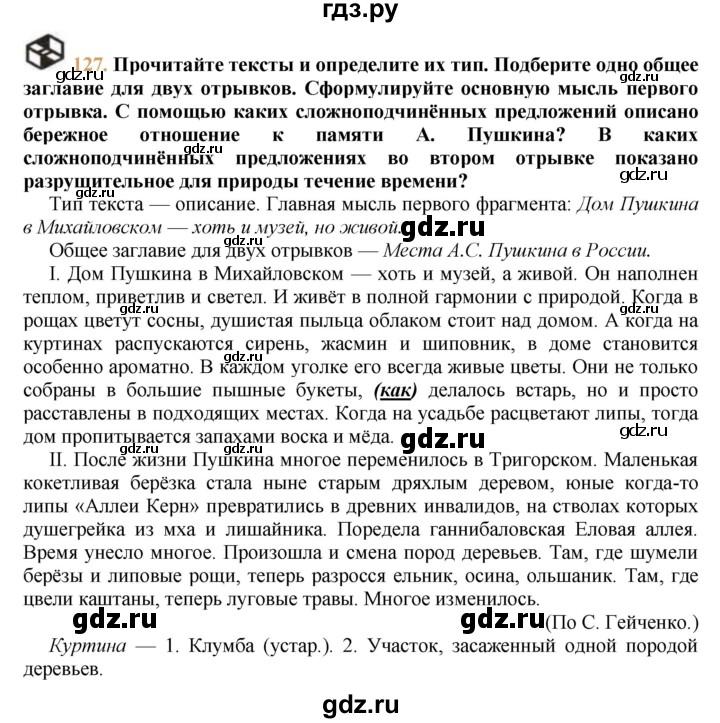 гдз.ру
127. Прочитайте тексты и определите их тип. Подберите одно общее
заглавие для двух отрывков. Сформулируйте основную мысль первого
отрывка. С помощью каких сложноподчинённых предложений описано
бережное отношение к памяти А. Пушкина? В каких
сложноподчинённых предложениях во втором отрывке показано
разрушительное для природы течение времени?
Тип текста — описание. Главная мысль первого фрагмента: Дом Пушкина
в Михайловском — хоть и музей, но живой.
Общее заглавие для двух отрывков — Места А.С. Пушкина в России.
I. Дом Пушкина в Михайловском — хоть и музей, а живой. Он наполнен
теплом, приветлив и светел. И живёт в полной гармонии с природой. Когда в
рощах цветут сосны, душистая пыльца облаком стоит над домом. А когда на
куртинах распускаются сирень, жасмин и шиповник, в доме становится
особенно ароматно. В каждом уголке его всегда живые цветы. Они не только
собраны в большие пышные букеты, (как) делалось встарь, но и просто
расставлены в подходящих местах. Когда на усадьбе расцветают липы, тогда
дом пропитывается запахами воска и мёда.
II. После жизни Пушкина многое переменилось в Тригорском. Маленькая
кокетливая берёзка стала ныне старым дряхлым деревом, юные когда-то
липы «Аллеи Керн» превратились в древних инвалидов, на стволах которых
душегрейка из мха и лишайника. Поредела ганнибаловская Еловая аллея.
Время унесло многое. Произошла и смена пород деревьев. Там, где шумели
берёзы и липовые рощи, теперь разросся ельник, осина, ольшаник. Там, где
цвели каштаны, теперь луговые травы. Многое изменилось.
(По С. Гейченко.)
Куртина — 1. Клумба (устар.). 2. Участок, засаженный одной породой
деревьев.
gdz.ru